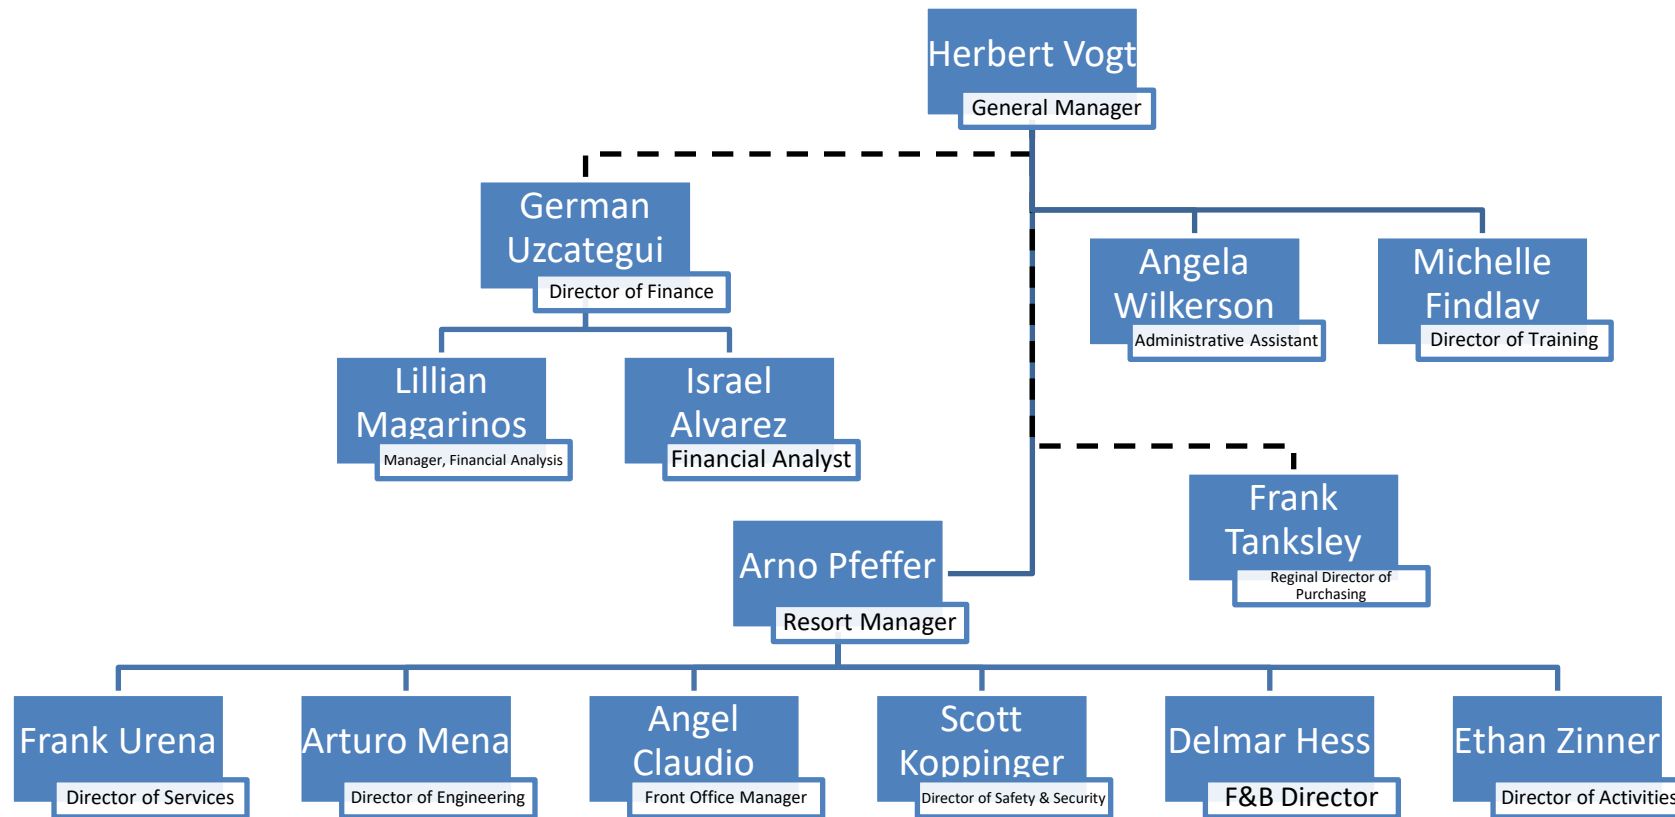 Herbert Vogt
General Manager
German
Uzcategui
Director of Finance
Angela
Wilkerson
Administrative Assistant
Michelle
Findlay
Director of Training
Lillian
Magarinos
Manager, Financial Analysis
Israel
Alvarez
Financial Analyst
Frank
Tanksley
Reginal Director of
Purchasing
Arno Pfeffer
Resort Manager
Frank Urena
Director of Services
Arturo Mena
Director of Engineering
Angel
Claudio
Front Office Manager
Scott
Koppinger
Director of Safety & Security
Delmar Hess
F&B Director
Ethan Zinner
Director of Activities